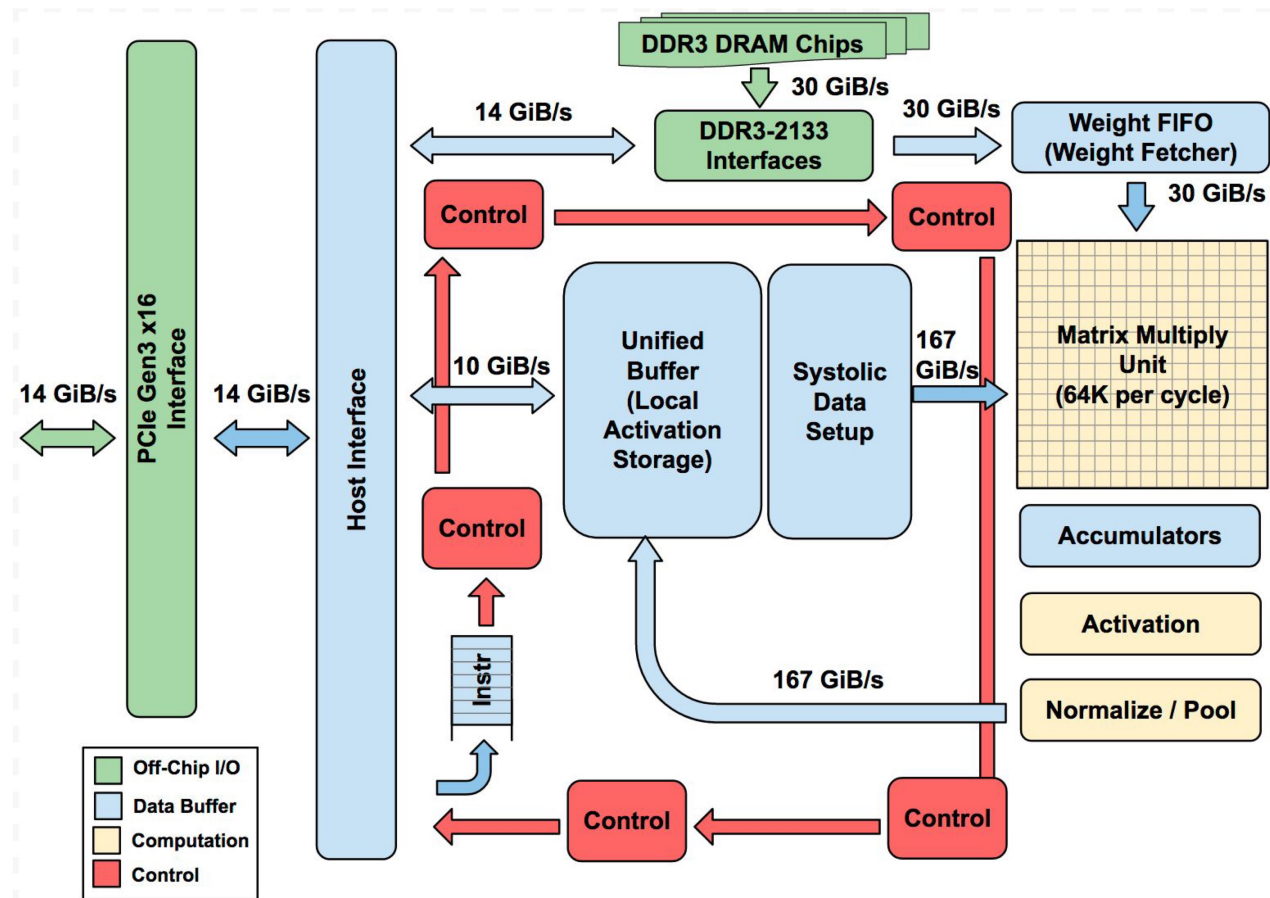 DDR3 DRAM Chips
30 GiB/s
14 GiB/s
DDR3-2133
Interfaces
30 GiB/s
Weight FIFO
(Weight Fetcher)
30 GiB/s
Control
Control
PCIe Gen3 x16
Interface
14 GiB/s
14 GiB/s
Host Interface
10 GiB/s
Unified
Buffer
(Local
Activation
Storage)
Systolic
Data
Setup
167
GiB/s
Matrix Multiply
Unit
(64K per cycle)
Control
Accumulators
Activation
Instr
167 GiB/s
Normalize / Pool
Off-Chip I/O
Data Buffer
Computation
Control
Control
Control